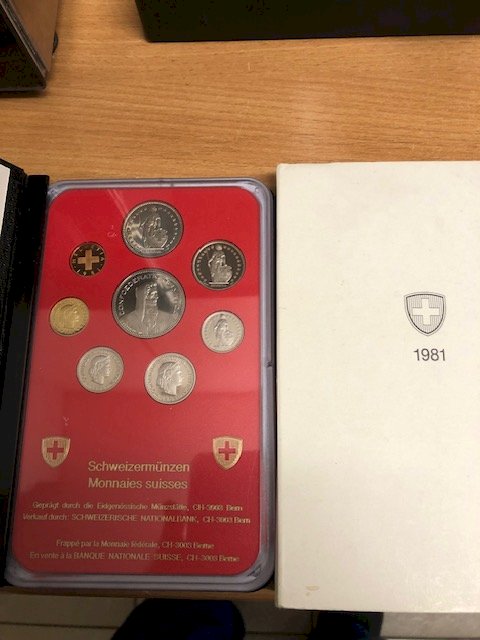 CONFOEDERATIO
Schweizermünzen
Monnaies suisses
Geprägt durch die Eidgenössische Münzstätte, CH-3003 Bern
Verkauf durch: SCHWEIZERISCHE NATIONALBANK, CH-3003 Bern
Frappé par la Monnaie fédérale, CH-3003 Berne
En vente à la BANQUE NATIONALE SUISSE, CH-3003 Berne
1981